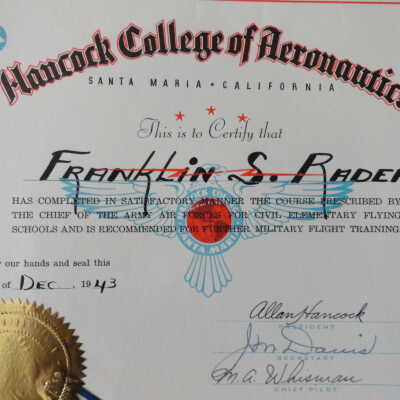 Hancock College of Aeronautics
SANTA MARIA • CALIFORNIA
This is to Certify that
FRANKLIN S. RADER
HAS COMPLETED IN SATISFACTORY MANNER THE COURSE PRESCRIBED BY
THE CHIEF OF THE ARMY AIR FORCES FOR CIVIL ELEMENTARY FLYING
SCHOOLS AND IS RECOMMENDED FOR FURTHER MILITARY FLIGHT TRAINING.
our hands and seal this
of DEC. 1943
Allan Hancock
PRESIDENT
J M Davis
SECRETARY
M. A. Whisman
CHIEF PILOT